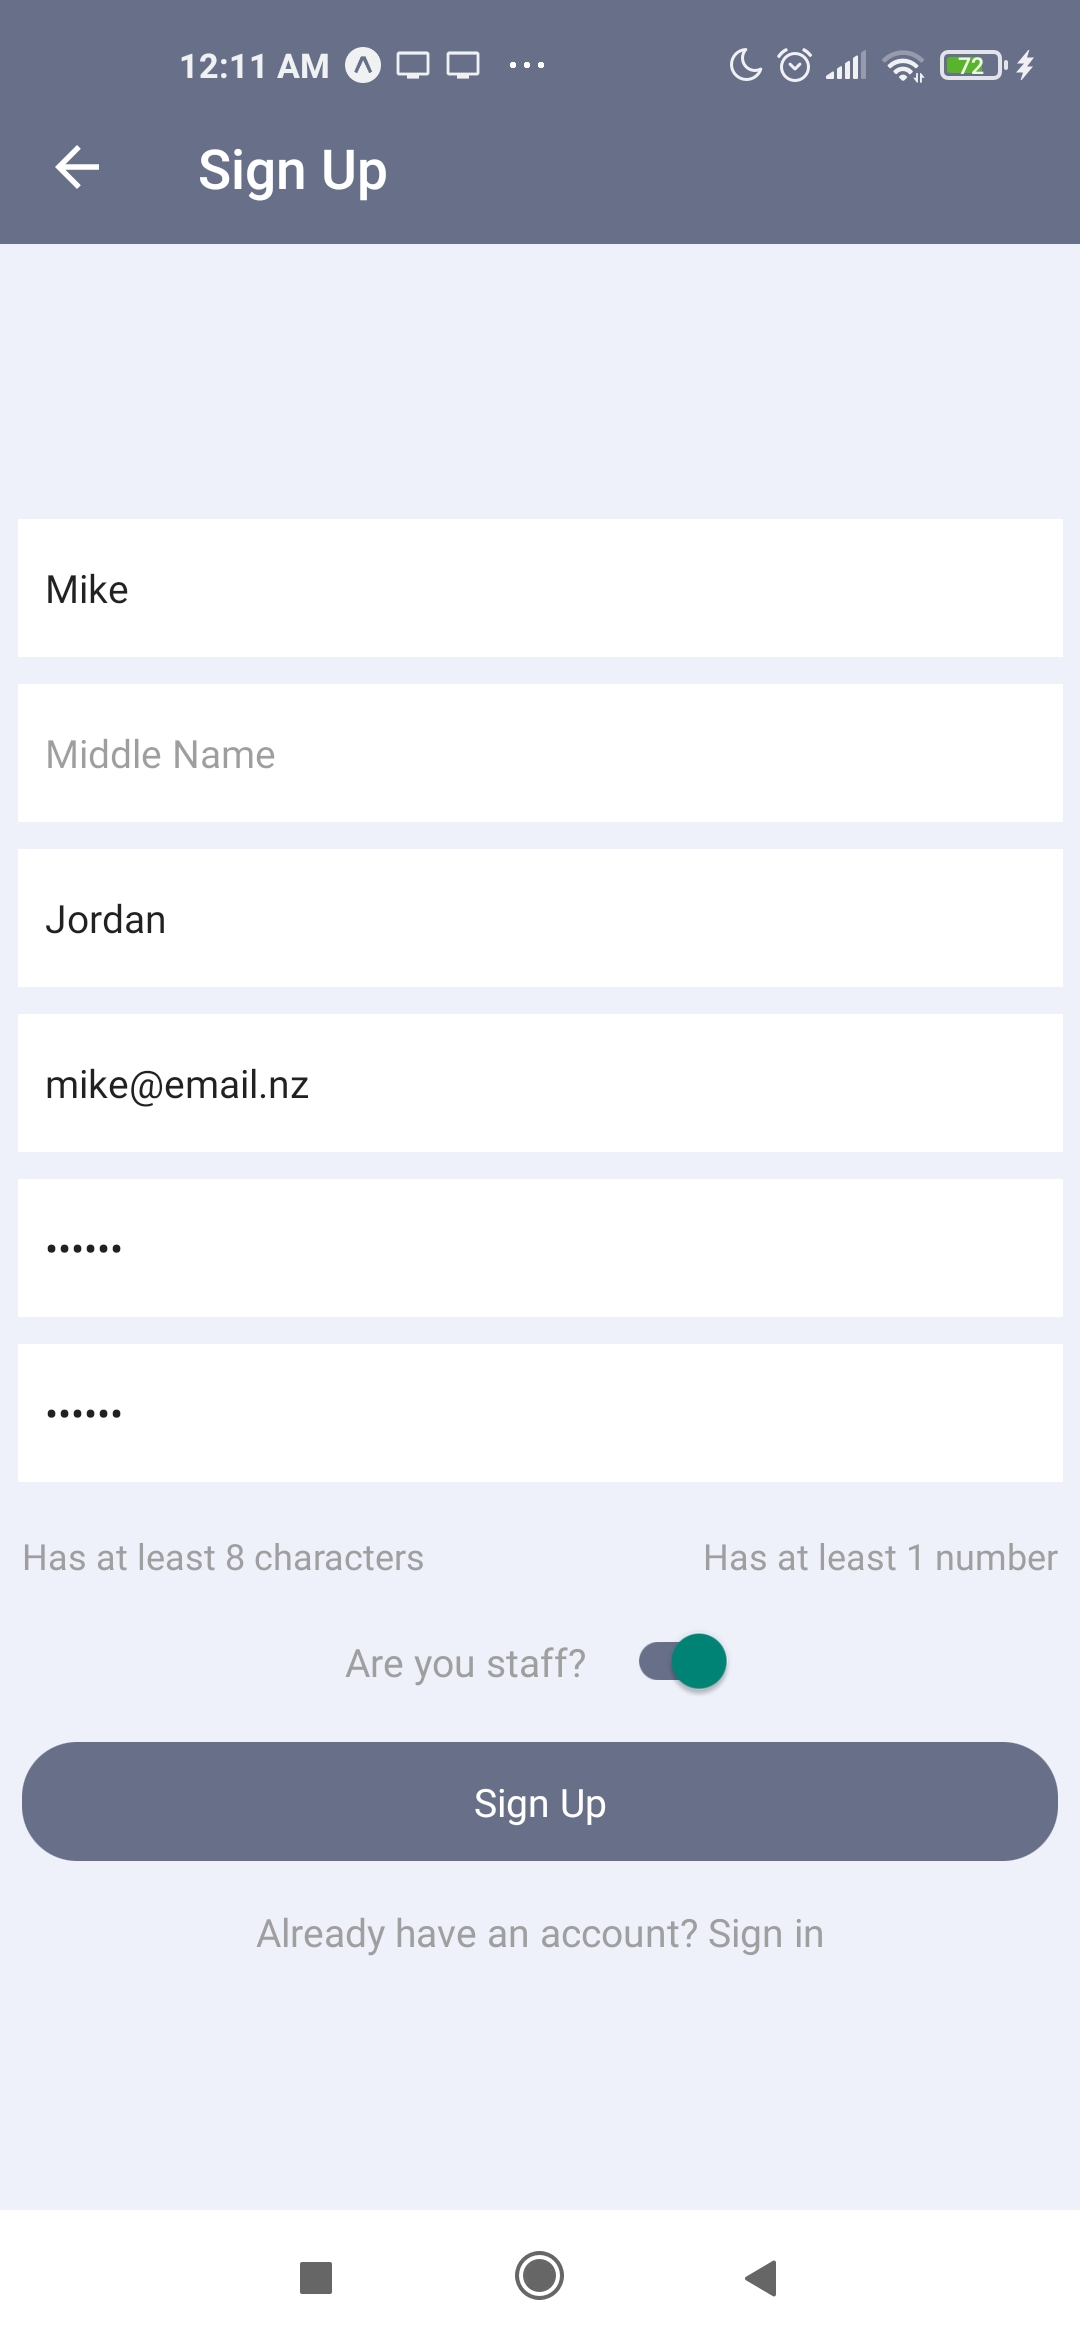 12:11 AM 72
Sign Up
Mike
Middle Name
Jordan
mike@email.nz
••••••
••••••
Has at least 8 characters Has at least 1 number
Are you staff?
Sign Up
Already have an account? Sign in